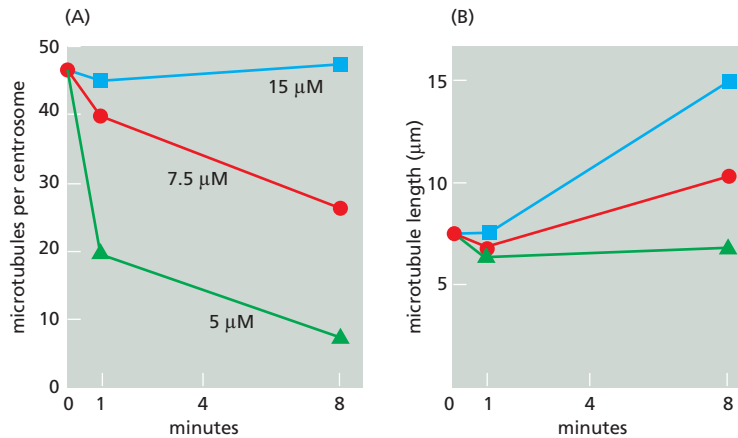 (A)
microtubules per centrosome
50
40
30
20
10
0
15 μM
7.5 μM
5 μM
0 1 4 8
minutes
(B)
microtubule length (μm)
15
10
5
0 1 4 8
minutes